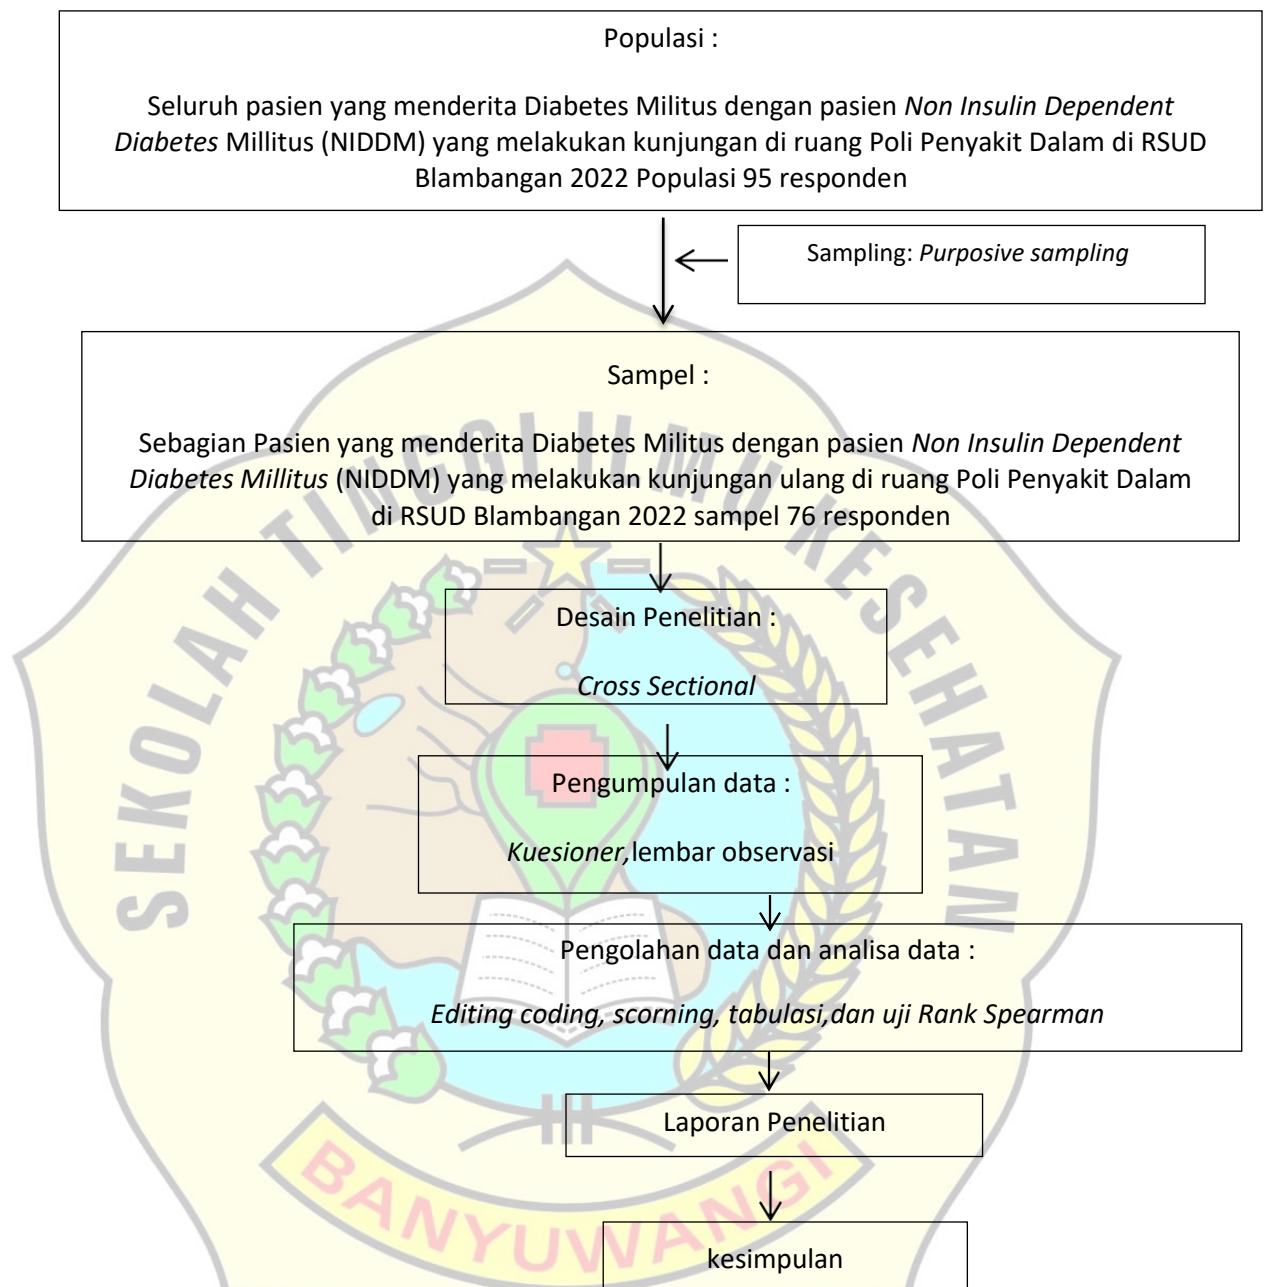 Populasi :
Seluruh pasien yang menderita Diabetes Militus dengan pasien Non Insulin Dependent
Diabetes Millitus (NIDDM) yang melakukan kunjungan di ruang Poli Penyakit Dalam di RSUD
Blambangan 2022 Populasi 95 responden
Sampling: Purposive sampling
Sampel :
Sebagian Pasien yang menderita Diabetes Militus dengan pasien Non Insulin Dependent
Diabetes Millitus (NIDDM) yang melakukan kunjungan ulang di ruang Poli Penyakit Dalam
di RSUD Blambangan 2022 sampel 76 responden
Desain Penelitian :
Cross Sectional
Pengumpulan data :
Kuesioner,lembar observasi
Pengolahan data dan analisa data :
Editing coding, scorning, tabulasi,dan uji Rank Spearman
Laporan Penelitian
kesimpulan
SEKOLAH TINGGI ILMU KESEHATAN
BANYUWANGI